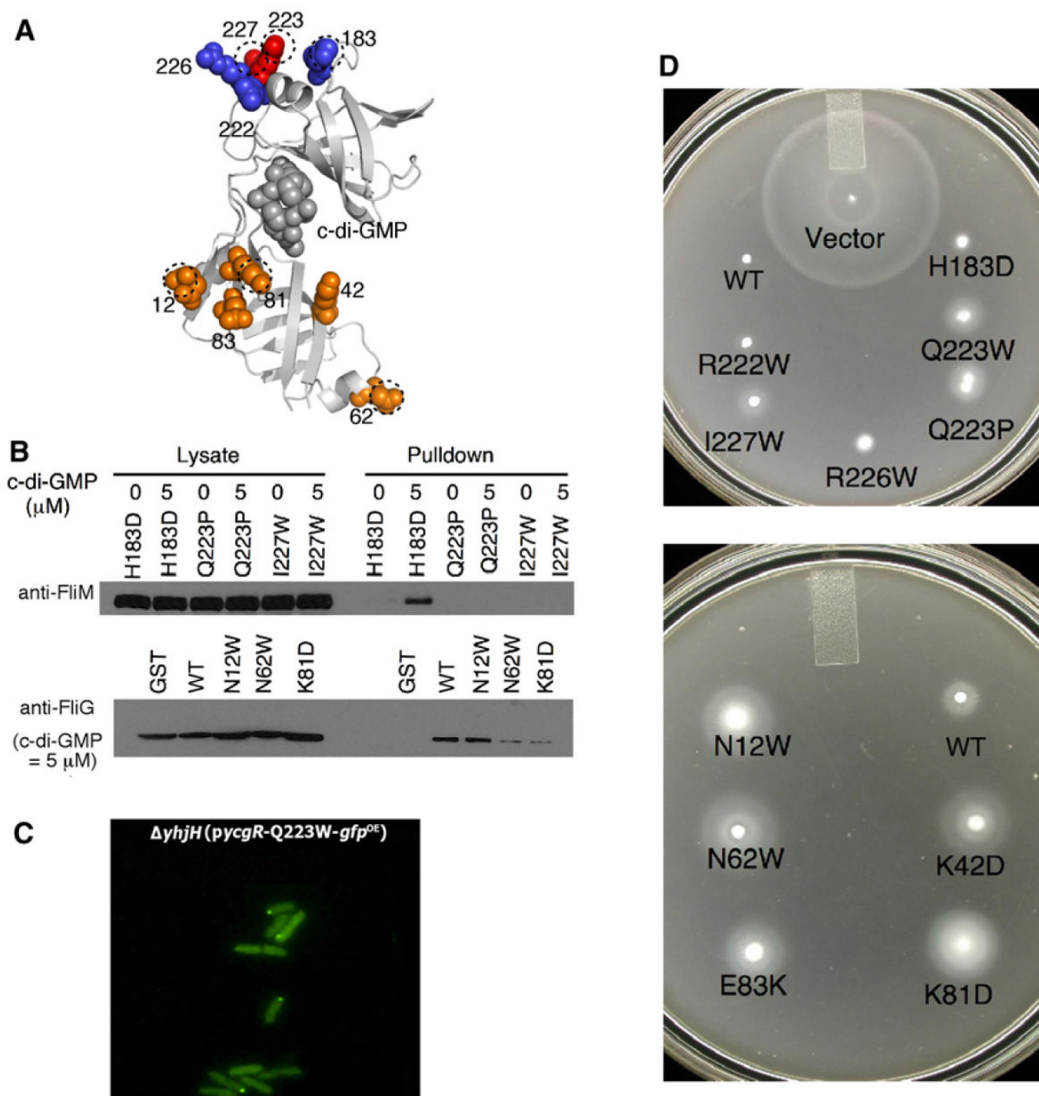 A
227
223
183
226
222
c-di-GMP
12
81
42
83
62
B
Lysate
Pulldown
c-di-GMP
(μM)
0 5 0 5 0 5 0 5 0 5 0 5
H183D H183D Q223P Q223P I227W I227W H183D H183D Q223P Q223P I227W I227W
anti-FliM
GST WT N12W N62W K81D GST WT N12W N62W K81D
anti-FliG
(c-di-GMP
= 5 μM)
C
ΔyhjH (pycgR-Q223W-gfpOE)
D
Vector
WT
H183D
R222W
Q223W
I227W
Q223P
R226W
N12W
WT
N62W
K42D
E83K
K81D